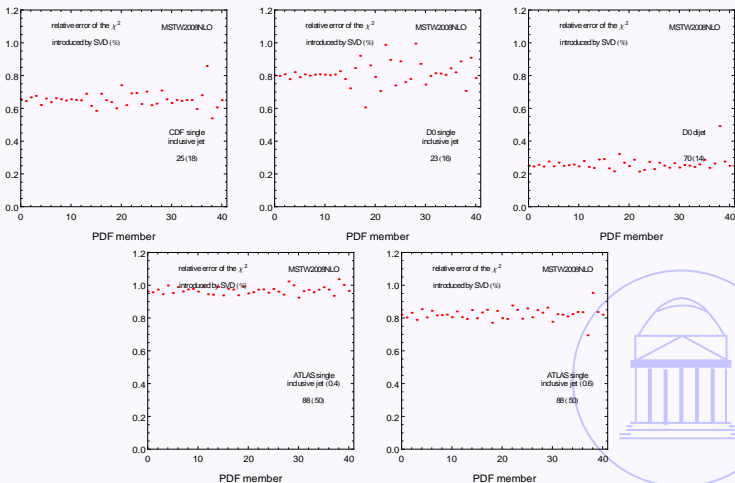 relative error of the χ² MSTW2008NLO
introduced by SVD (%)
CDF single
inclusive jet
25 (18)
0.0 0.2 0.4 0.6 0.8 1.0 1.2
0 10 20 30 40
PDF member
relative error of the χ² MSTW2008NLO
introduced by SVD (%)
D0 single
inclusive jet
23 (16)
0.0 0.2 0.4 0.6 0.8 1.0 1.2
0 10 20 30 40
PDF member
relative error of the χ² MSTW2008NLO
introduced by SVD (%)
D0 dijet
70 (14)
0.0 0.2 0.4 0.6 0.8 1.0 1.2
0 10 20 30 40
PDF member
relative error of the χ² MSTW2008NLO
introduced by SVD (%)
ATLAS single
inclusive jet (0.4)
88 (50)
0.0 0.2 0.4 0.6 0.8 1.0 1.2
0 10 20 30 40
PDF member
relative error of the χ² MSTW2008NLO
introduced by SVD (%)
ATLAS single
inclusive jet (0.6)
88 (50)
0.0 0.2 0.4 0.6 0.8 1.0 1.2
0 10 20 30 40
PDF member